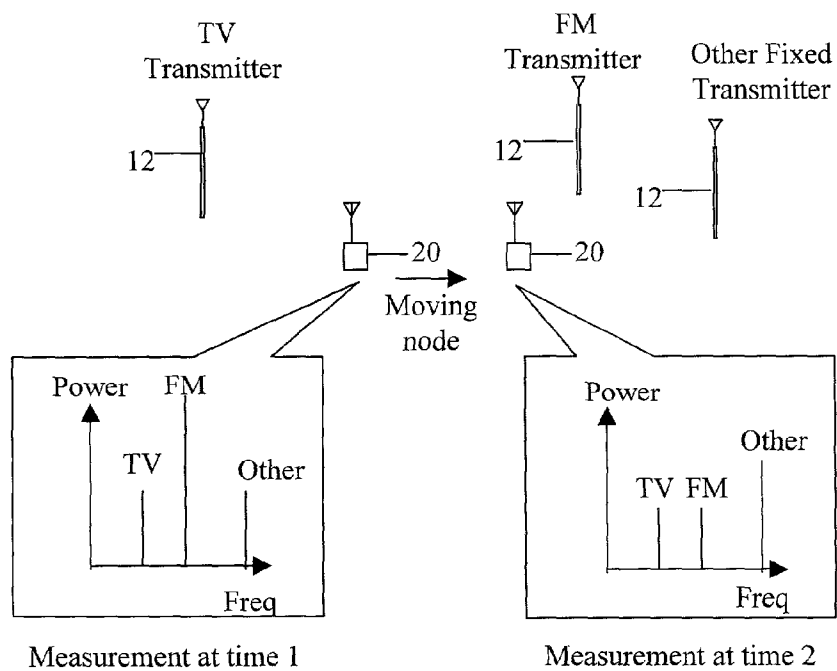 TV
Transmitter
FM
Transmitter
Other Fixed
Transmitter
12
12
12
20
20
Moving
node
Power
FM
TV
Other
Freq
Power
Other
TV FM
Freq
Measurement at time 1
Measurement at time 2